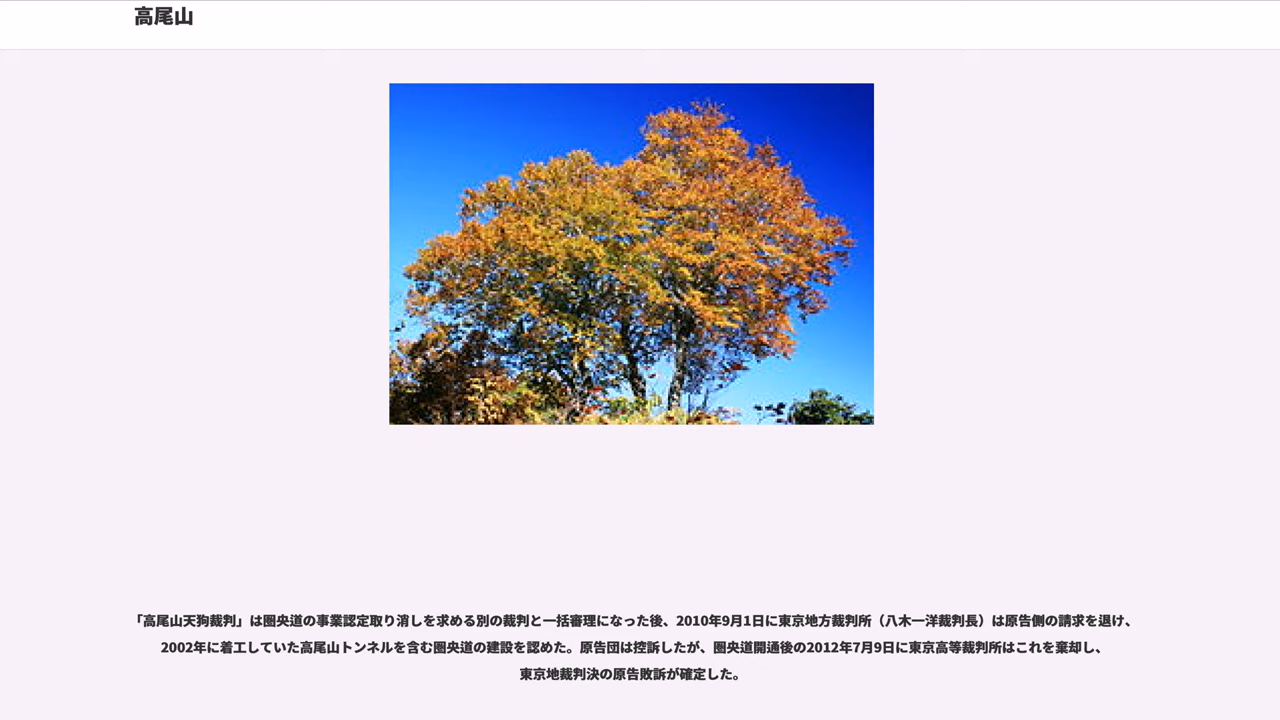 高尾山
「高尾山天狗裁判」は圏央道の事業認定取り消しを求める別の裁判と一括審理になった後、2010年9月1日に東京地方裁判所（八木一洋裁判長）は原告側の請求を退け、
2002年に着工していた高尾山トンネルを含む圏央道の建設を認めた。原告団は控訴したが、圏央道開通後の2012年7月9日に東京高等裁判所はこれを棄却し、
東京地裁判決の原告敗訴が確定した。